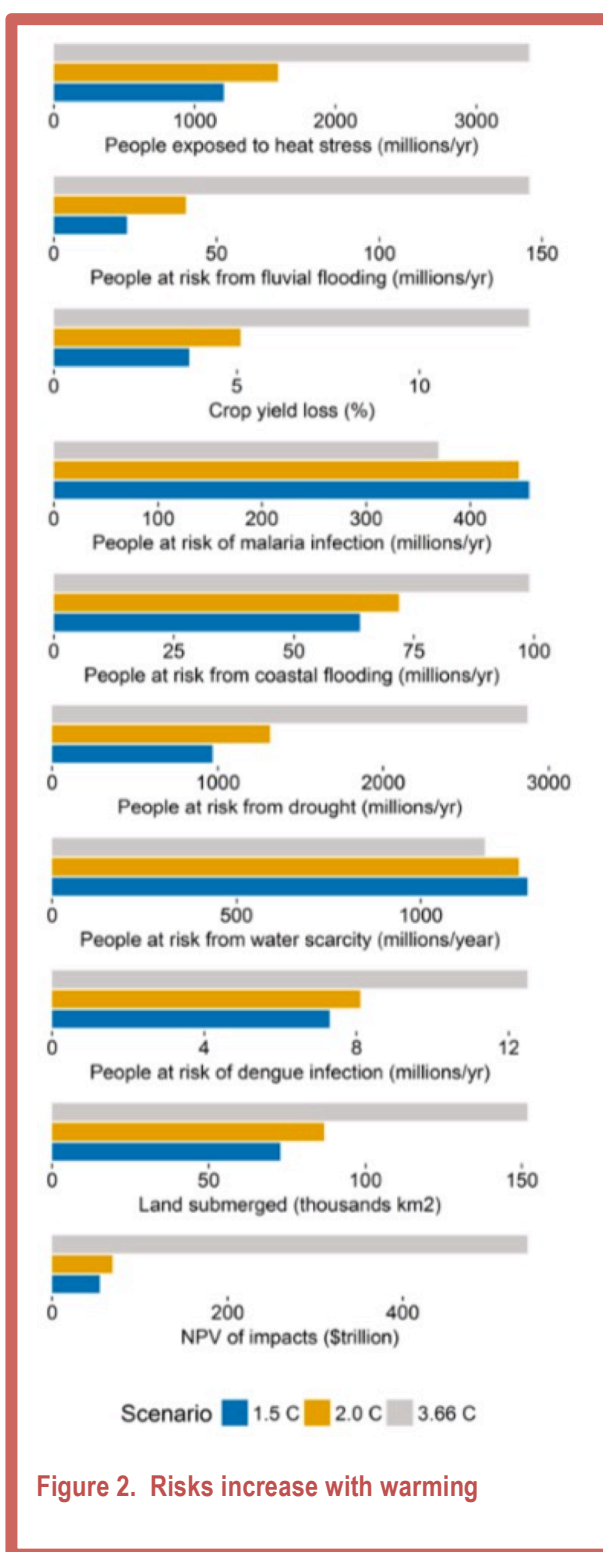 0 1000 2000 3000
People exposed to heat stress (millions/yr)
0 50 100 150
People at risk from fluvial flooding (millions/yr)
0 5 10
Crop yield loss (%)
0 100 200 300 400
People at risk of malaria infection (millions/yr)
0 25 50 75 100
People at risk from coastal flooding (millions/yr)
0 1000 2000 3000
People at risk from drought (millions/yr)
0 500 1000
People at risk from water scarcity (millions/year)
0 4 8 12
People at risk of dengue infection (millions/yr)
0 50 100 150
Land submerged (thousands km2)
0 200 400
NPV of impacts ($trillion)
Scenario 1.5 C 2.0 C 3.66 C
Figure 2. Risks increase with warming